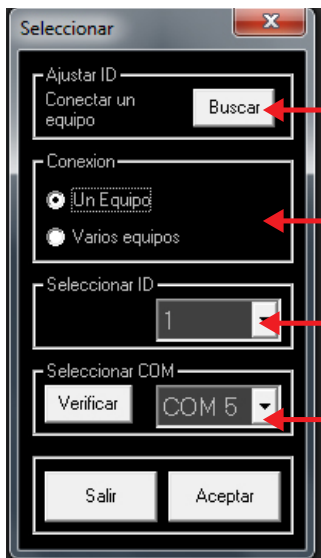 Seleccionar
Ajustar ID
Conectar un
equipo
Buscar
Conexion
Un Equipo
Varios equipos
Seleccionar ID
1
Seleccionar COM
Verificar
COM 5
Salir
Aceptar